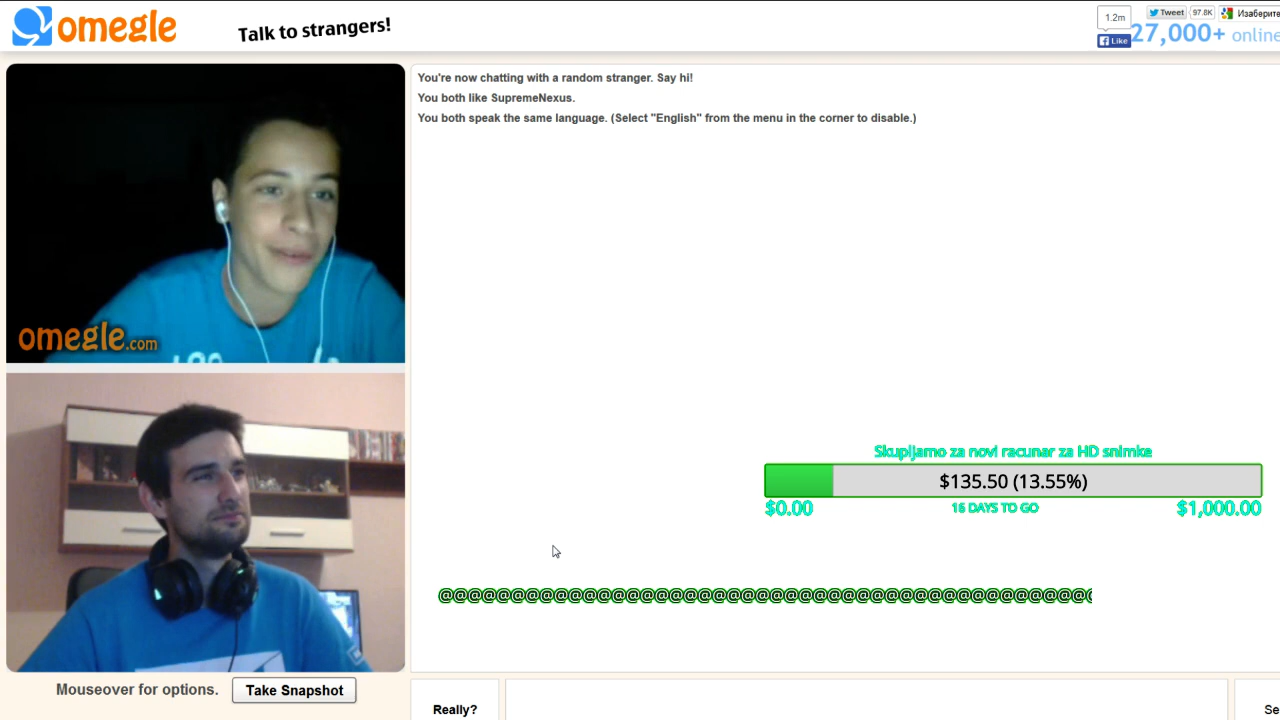 omegle
Talk to strangers!
1.2m
Like
Tweet
97.8K
Изаберите
27,000+ online
You're now chatting with a random stranger. Say hi!
You both like SupremeNexus.
You both speak the same language. (Select "English" from the menu in the corner to disable.)
omegle.com
Skupljamo za novi racunar za HD snimke
$135.50 (13.55%)
$0.00
16 DAYS TO GO
$1,000.00
@@@@@@@@@@@@@@@@@@@@@@@@@@@@@@@@@@@@@@@@@@@@@
Mouseover for options.
Take Snapshot
Really?
Se